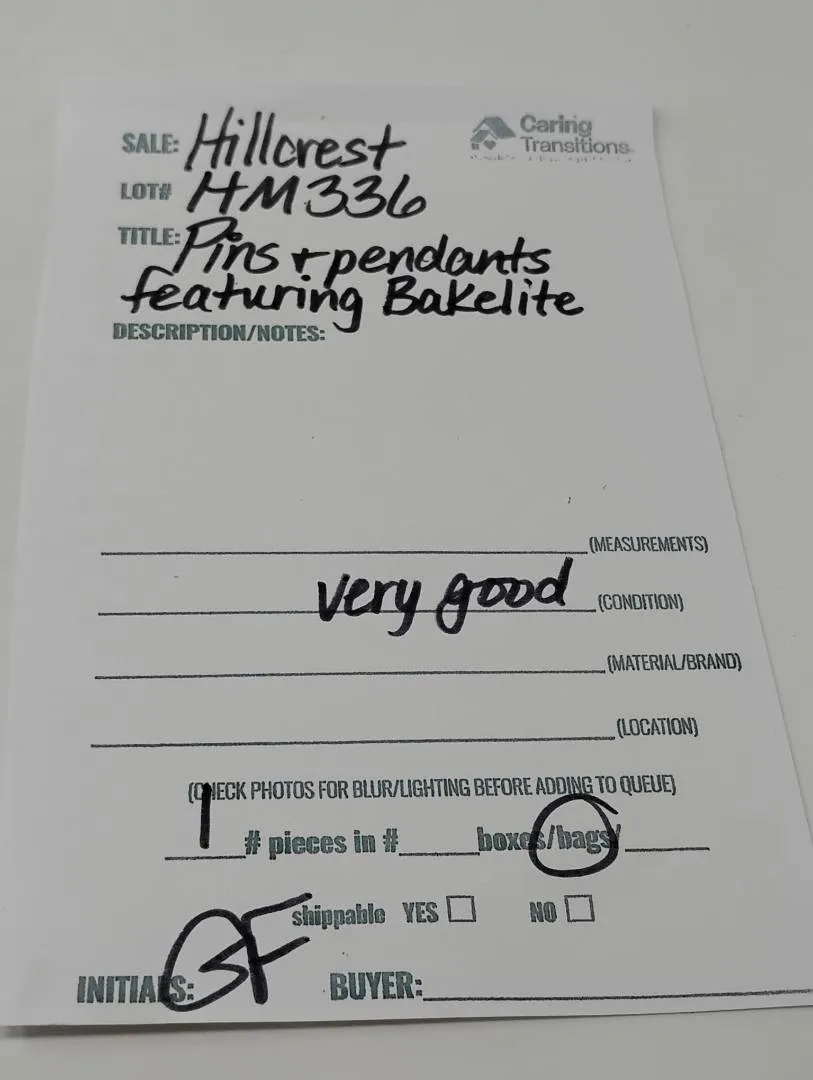 SALE: Hillcrest
Caring
Transitions.
LOT# HM336
TITLE: Pins + pendants
featuring Bakelite
DESCRIPTION/NOTES:
(MEASUREMENTS)
very good (CONDITION)
(MATERIAL/BRAND)
(LOCATION)
(CHECK PHOTOS FOR BLUR/LIGHTING BEFORE ADDING TO QUEUE)
1 # pieces in # boxes/bags/
shippable YES NO
INITIALS: GF BUYER: